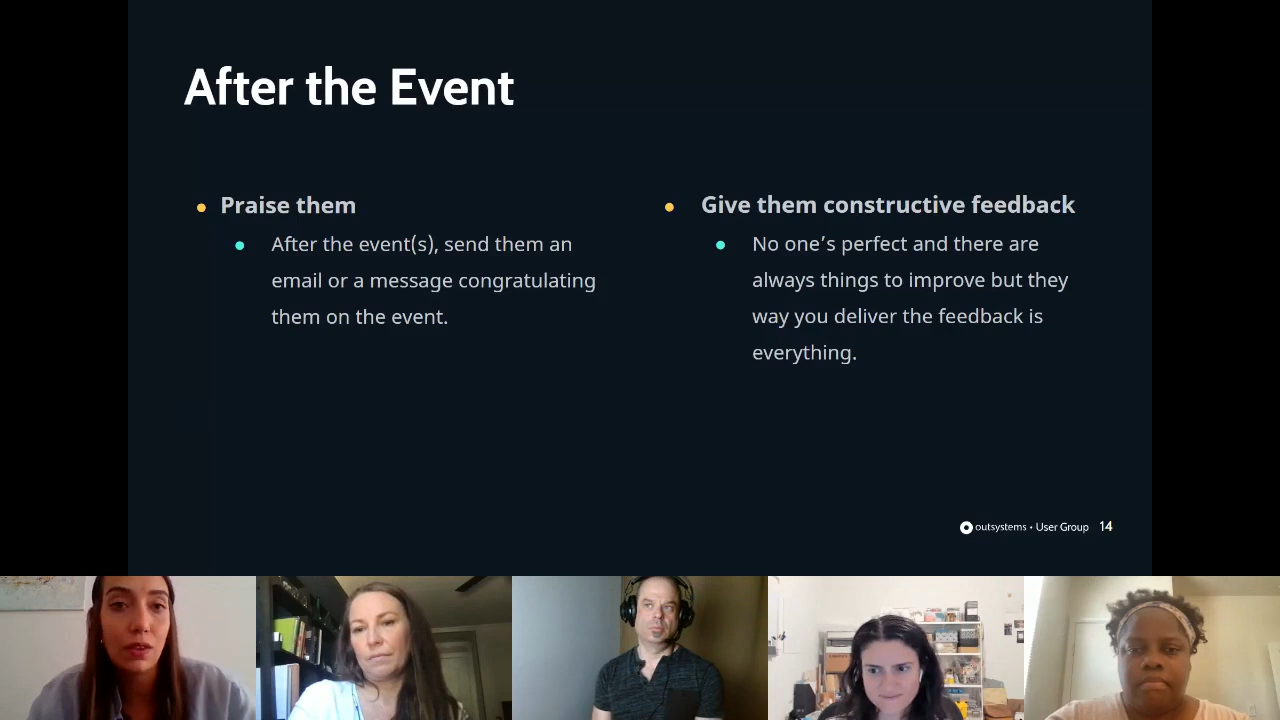 After the Event
Praise them
After the event(s), send them an
email or a message congratulating
them on the event.
Give them constructive feedback
No one’s perfect and there are
always things to improve but they
way you deliver the feedback is
everything.
outsystems • User Group 14